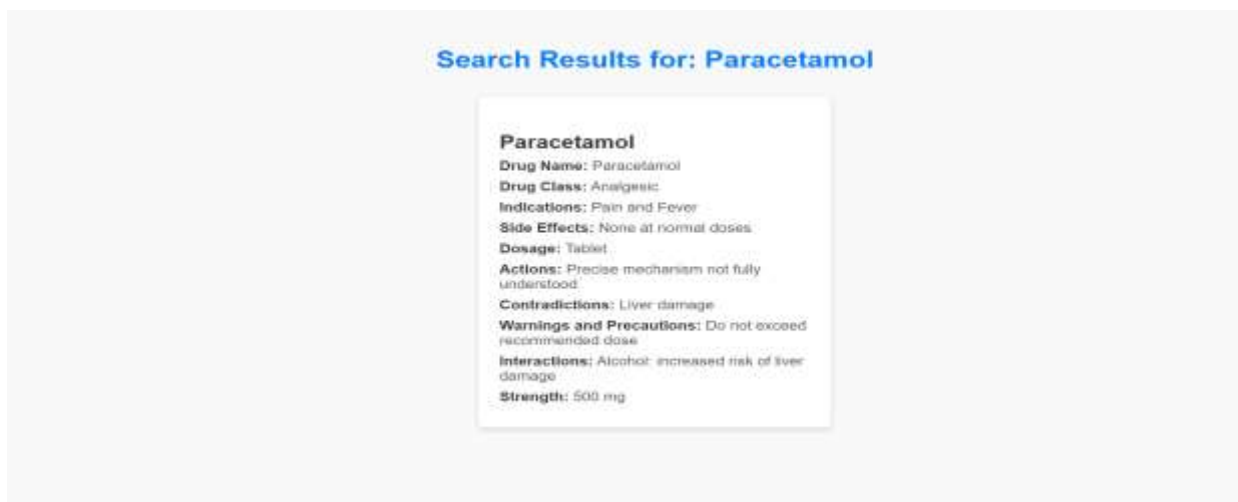 Search Results for: Paracetamol
Paracetamol
Drug Name: Paracetamol
Drug Class: Analgesic
Indications: Pain and Fever
Side Effects: None at normal doses
Dosage: Tablet
Actions: Precise mechanism not fully
understood
Contradictions: Liver damage
Warnings and Precautions: Do not exceed
recommended dose
Interactions: Alcohol: increased risk of liver
damage
Strength: 500 mg